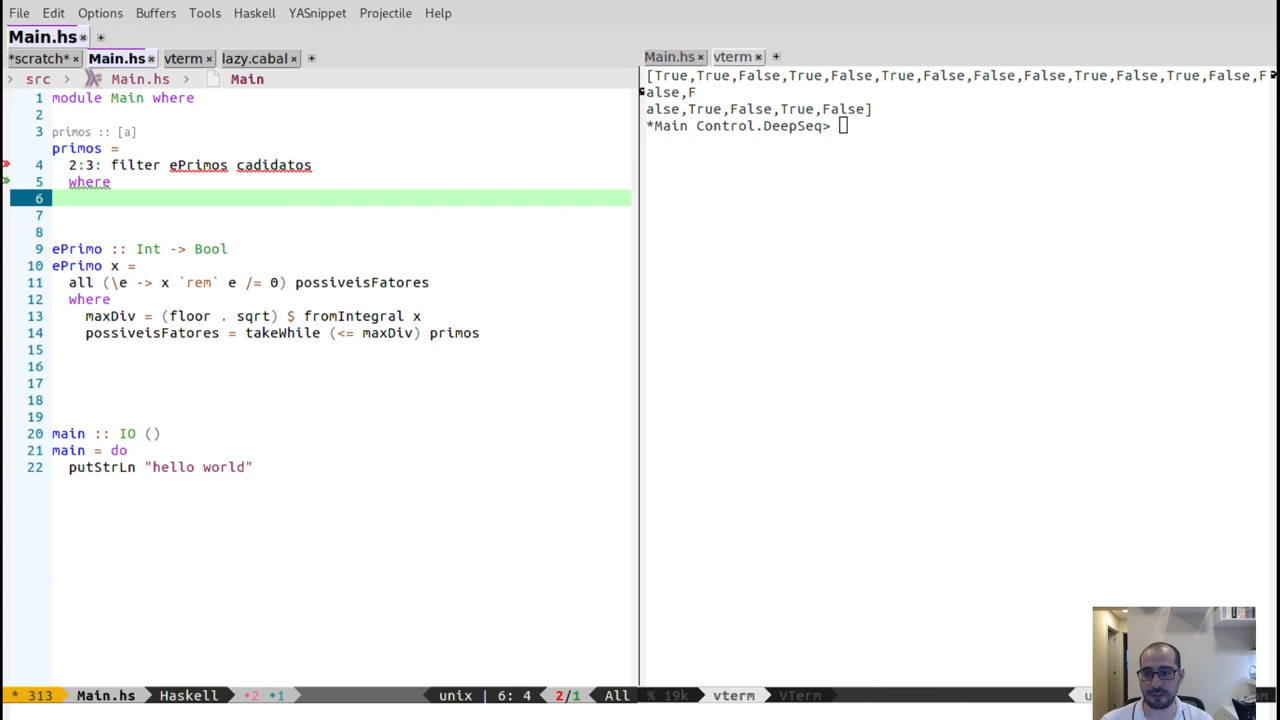 File Edit Options Buffers Tools Haskell YASnippet Projectile Help
Main.hs × +
*scratch* × Main.hs × vterm × lazy.cabal × +
> src > Main.hs > Main
1 module Main where
2
3 primos :: [a]
primos =
4 2:3: filter ePrimos cadidatos
5 where
6
7
8
9 ePrimo :: Int -> Bool
10 ePrimo x =
11 all (\e -> x `rem` e /= 0) possiveisFatores
12 where
13 maxDiv = (floor . sqrt) $ fromIntegral x
14 possiveisFatores = takeWhile (<= maxDiv) primos
15
16
17
18
19
20 main :: IO ()
21 main = do
22 putStrLn "hello world"
* 313 Main.hs Haskell •2 •1 unix | 6: 4 2/1 All
Main.hs × vterm × +
[True,True,False,True,False,True,False,False,False,True,False,True,False,F
alse,F
alse,True,False,True,False]
*Main Control.DeepSeq>
% 19k vterm VTerm